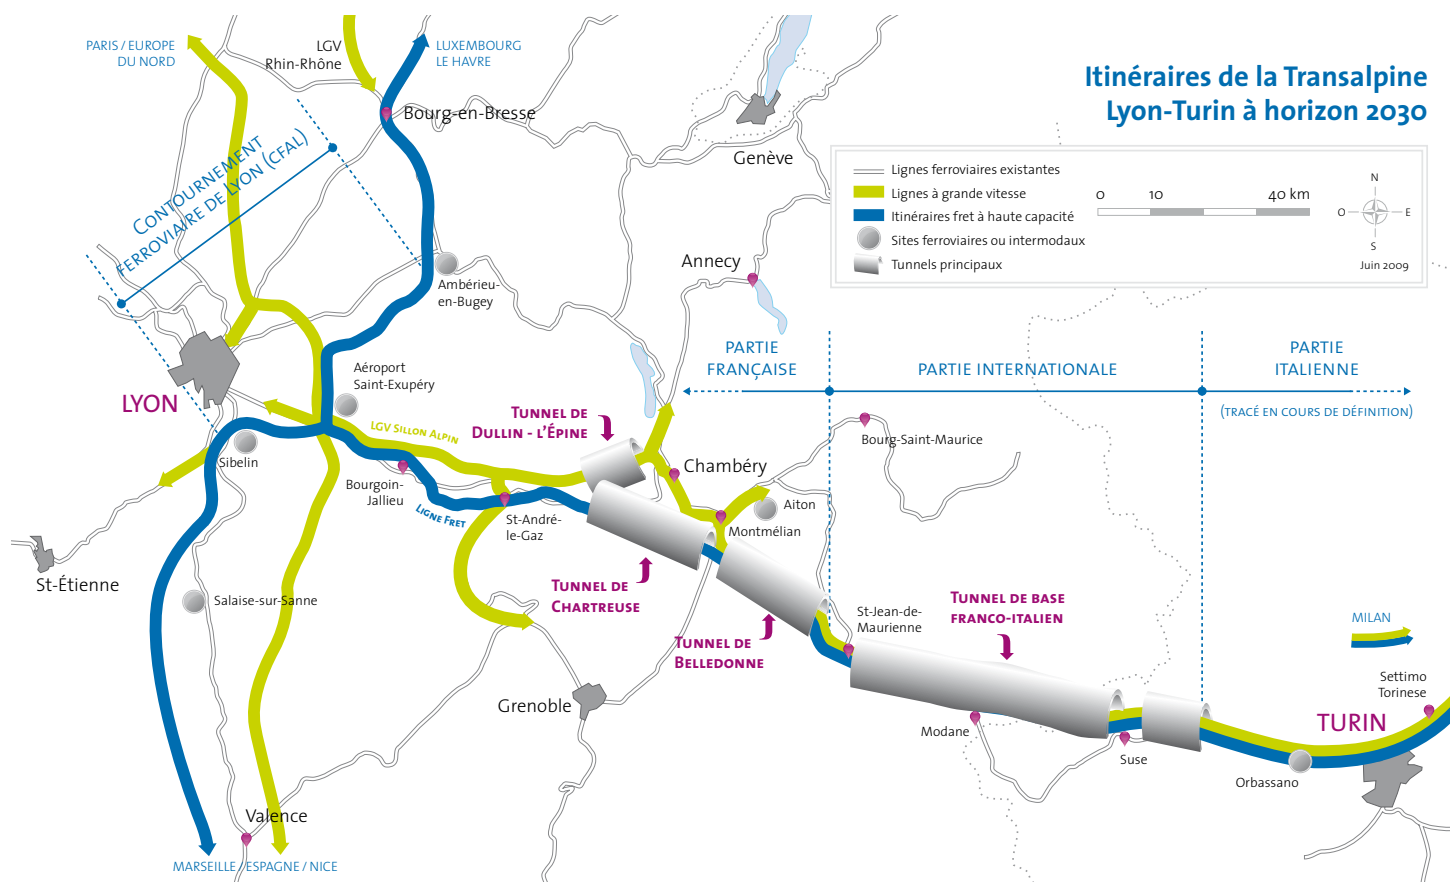 Itinéraires de la Transalpine
Lyon-Turin à horizon 2030
Lignes ferroviaires existantes
Lignes à grande vitesse
Itinéraires fret à haute capacité
Sites ferroviaires ou intermodaux
Tunnels principaux
0 10 40 km
N
O E
S
Juin 2009
PARIS / EUROPE
DU NORD
LGV
Rhin-Rhône
LUXEMBOURG
LE HAVRE
Bourg-en-Bresse
Genève
CONTOURNEMENT
FERROVIAIRE DE LYON (CFAL)
Annecy
Ambérieu-
en-Bugey
PARTIE
FRANÇAISE
PARTIE INTERNATIONALE
PARTIE
ITALIENNE
(TRACÉ EN COURS DE DÉFINITION)
Aéroport
Saint-Exupéry
LYON
LGV SILLON ALPIN
TUNNEL DE
DULLIN - L'ÉPINE
Bourg-Saint-Maurice
Chambéry
Sibelin
Bourgoin-
Jallieu
LIGNE FRET
St-André-
le-Gaz
Aiton
Montmélian
St-Étienne
Salaise-sur-Sanne
TUNNEL DE
CHARTREUSE
TUNNEL DE
BELLEDONNE
St-Jean-de-
Maurienne
TUNNEL DE BASE
FRANCO-ITALIEN
MILAN
Settimo
Torinese
TURIN
Grenoble
Modane
Suse
Orbassano
Valence
MARSEILLE / ESPAGNE / NICE